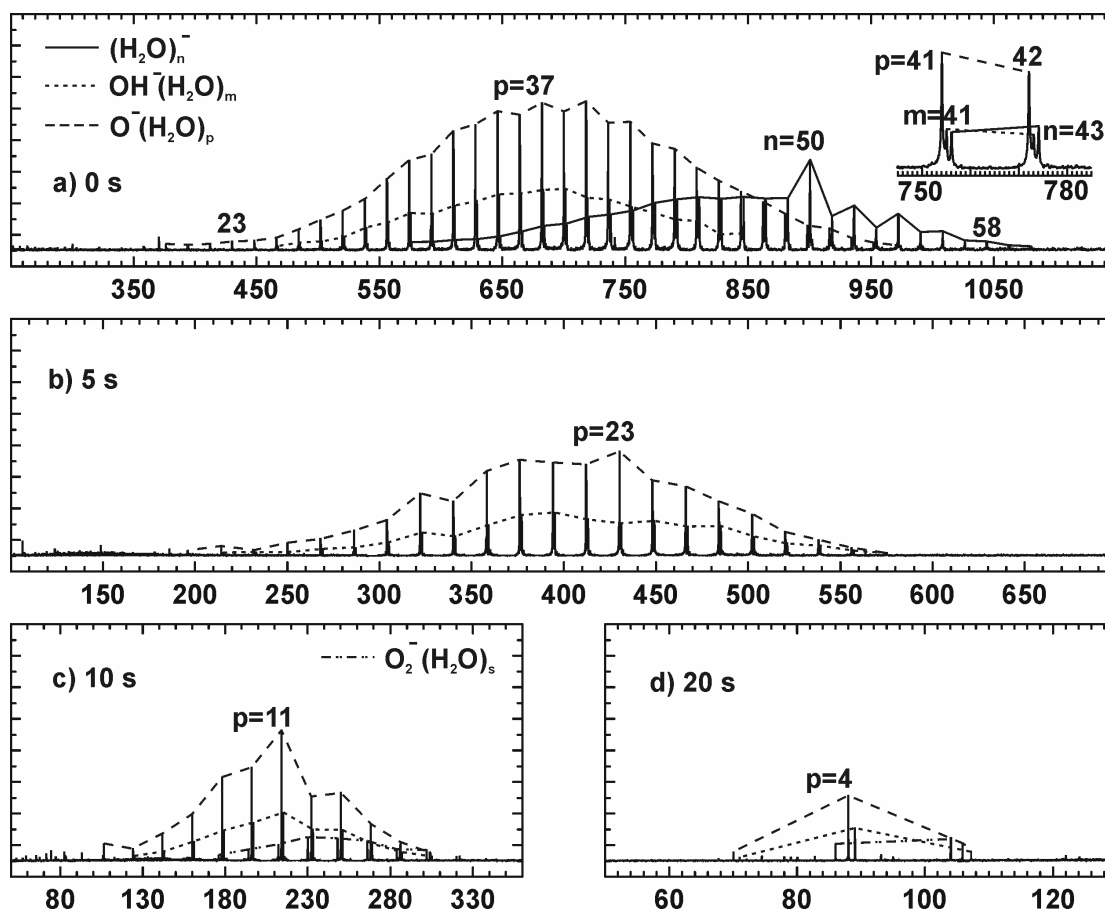 (H₂O)ₙ⁻
OH⁻(H₂O)ₘ
O⁻(H₂O)ₚ
a) 0 s
23
p=37
n=50
58
p=41
42
m=41
n=43
750 780
350 450 550 650 750 850 950 1050
b) 5 s
p=23
150 200 250 300 350 400 450 500 550 600 650
c) 10 s
O₂⁻(H₂O)ₛ
p=11
80 130 180 230 280 330
d) 20 s
p=4
60 80 100 120